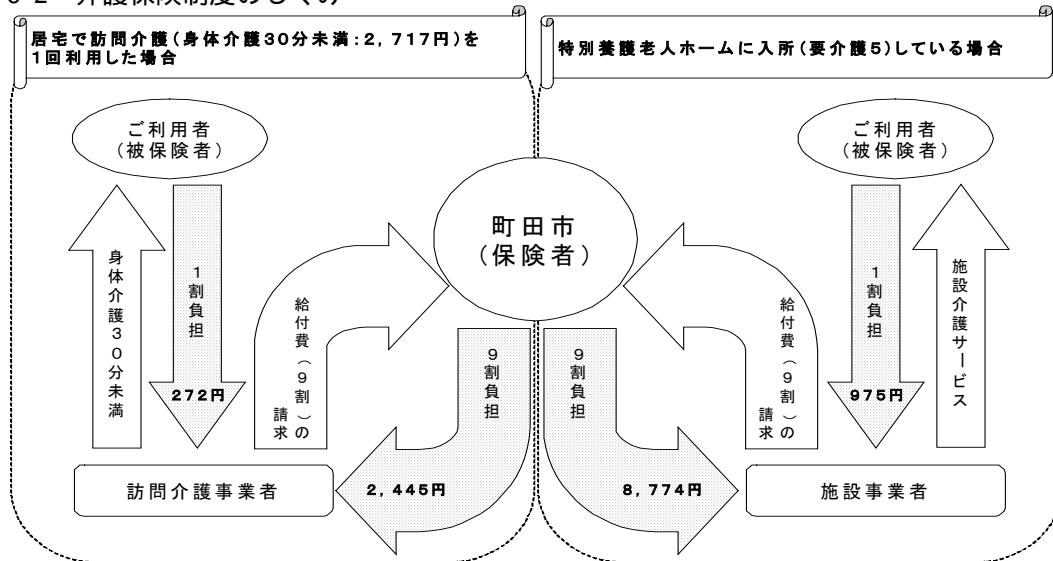 居宅で訪問介護(身体介護30分未満:2,717円)を
1回利用した場合
ご利用者
(被保険者)
身体介護30分未満
1割負担
272円
給付費(9割)の
請求
訪問介護事業者
9割負担
2,445円
町田市
(保険者)
特別養護老人ホームに入所(要介護5)している場合
ご利用者
(被保険者)
9割負担
8,774円
給付費(9割)の
請求
1割負担
975円
施設介護サービス
施設事業者